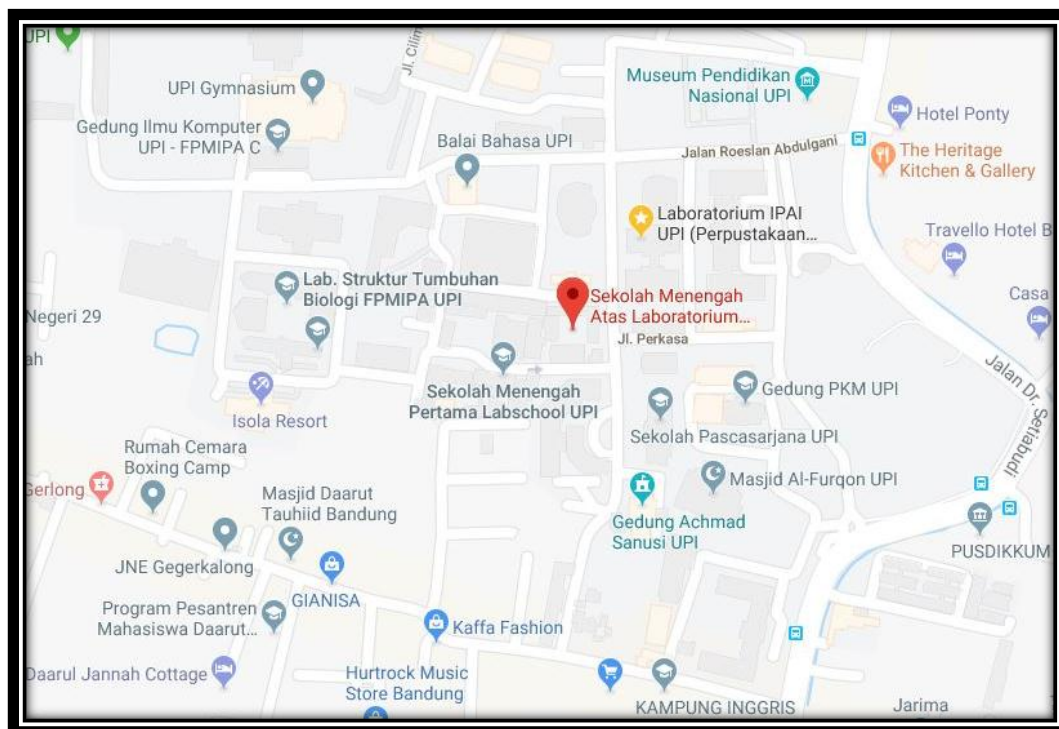 UPI
UPI Gymnasium
Jl. Cilim
Gedung Ilmu Komputer
UPI - FPMIPA C
Balai Bahasa UPI
Museum Pendidikan
Nasional UPI
Hotel Ponty
Jalan Roeslan Abdulgani
The Heritage
Kitchen & Gallery
Laboratorium IPAI
UPI (Perpustakaan...
Travello Hotel B
Lab. Struktur Tumbuhan
Biologi FPMIPA UPI
Sekolah Menengah
Atas Laboratorium...
Casa
Negeri 29
ah
Jl. Perkasa
Jalan Dr. Setiabudi
Sekolah Menengah
Pertama Labschool UPI
Gedung PKM UPI
Isola Resort
Sekolah Pascasarjana UPI
Rumah Cemara
Boxing Camp
Gerlong
Masjid Daarut
Tauhiid Bandung
Masjid Al-Furqon UPI
Gedung Achmad
Sanusi UPI
PUSDIKKUM
JNE Gegerkalong
GIANISA
Program Pesantren
Mahasiswa Daarut...
Kaffa Fashion
Daarul Jannah Cottage
Hurtrock Music
Store Bandung
KAMPUNG INGGRIS
Jarima